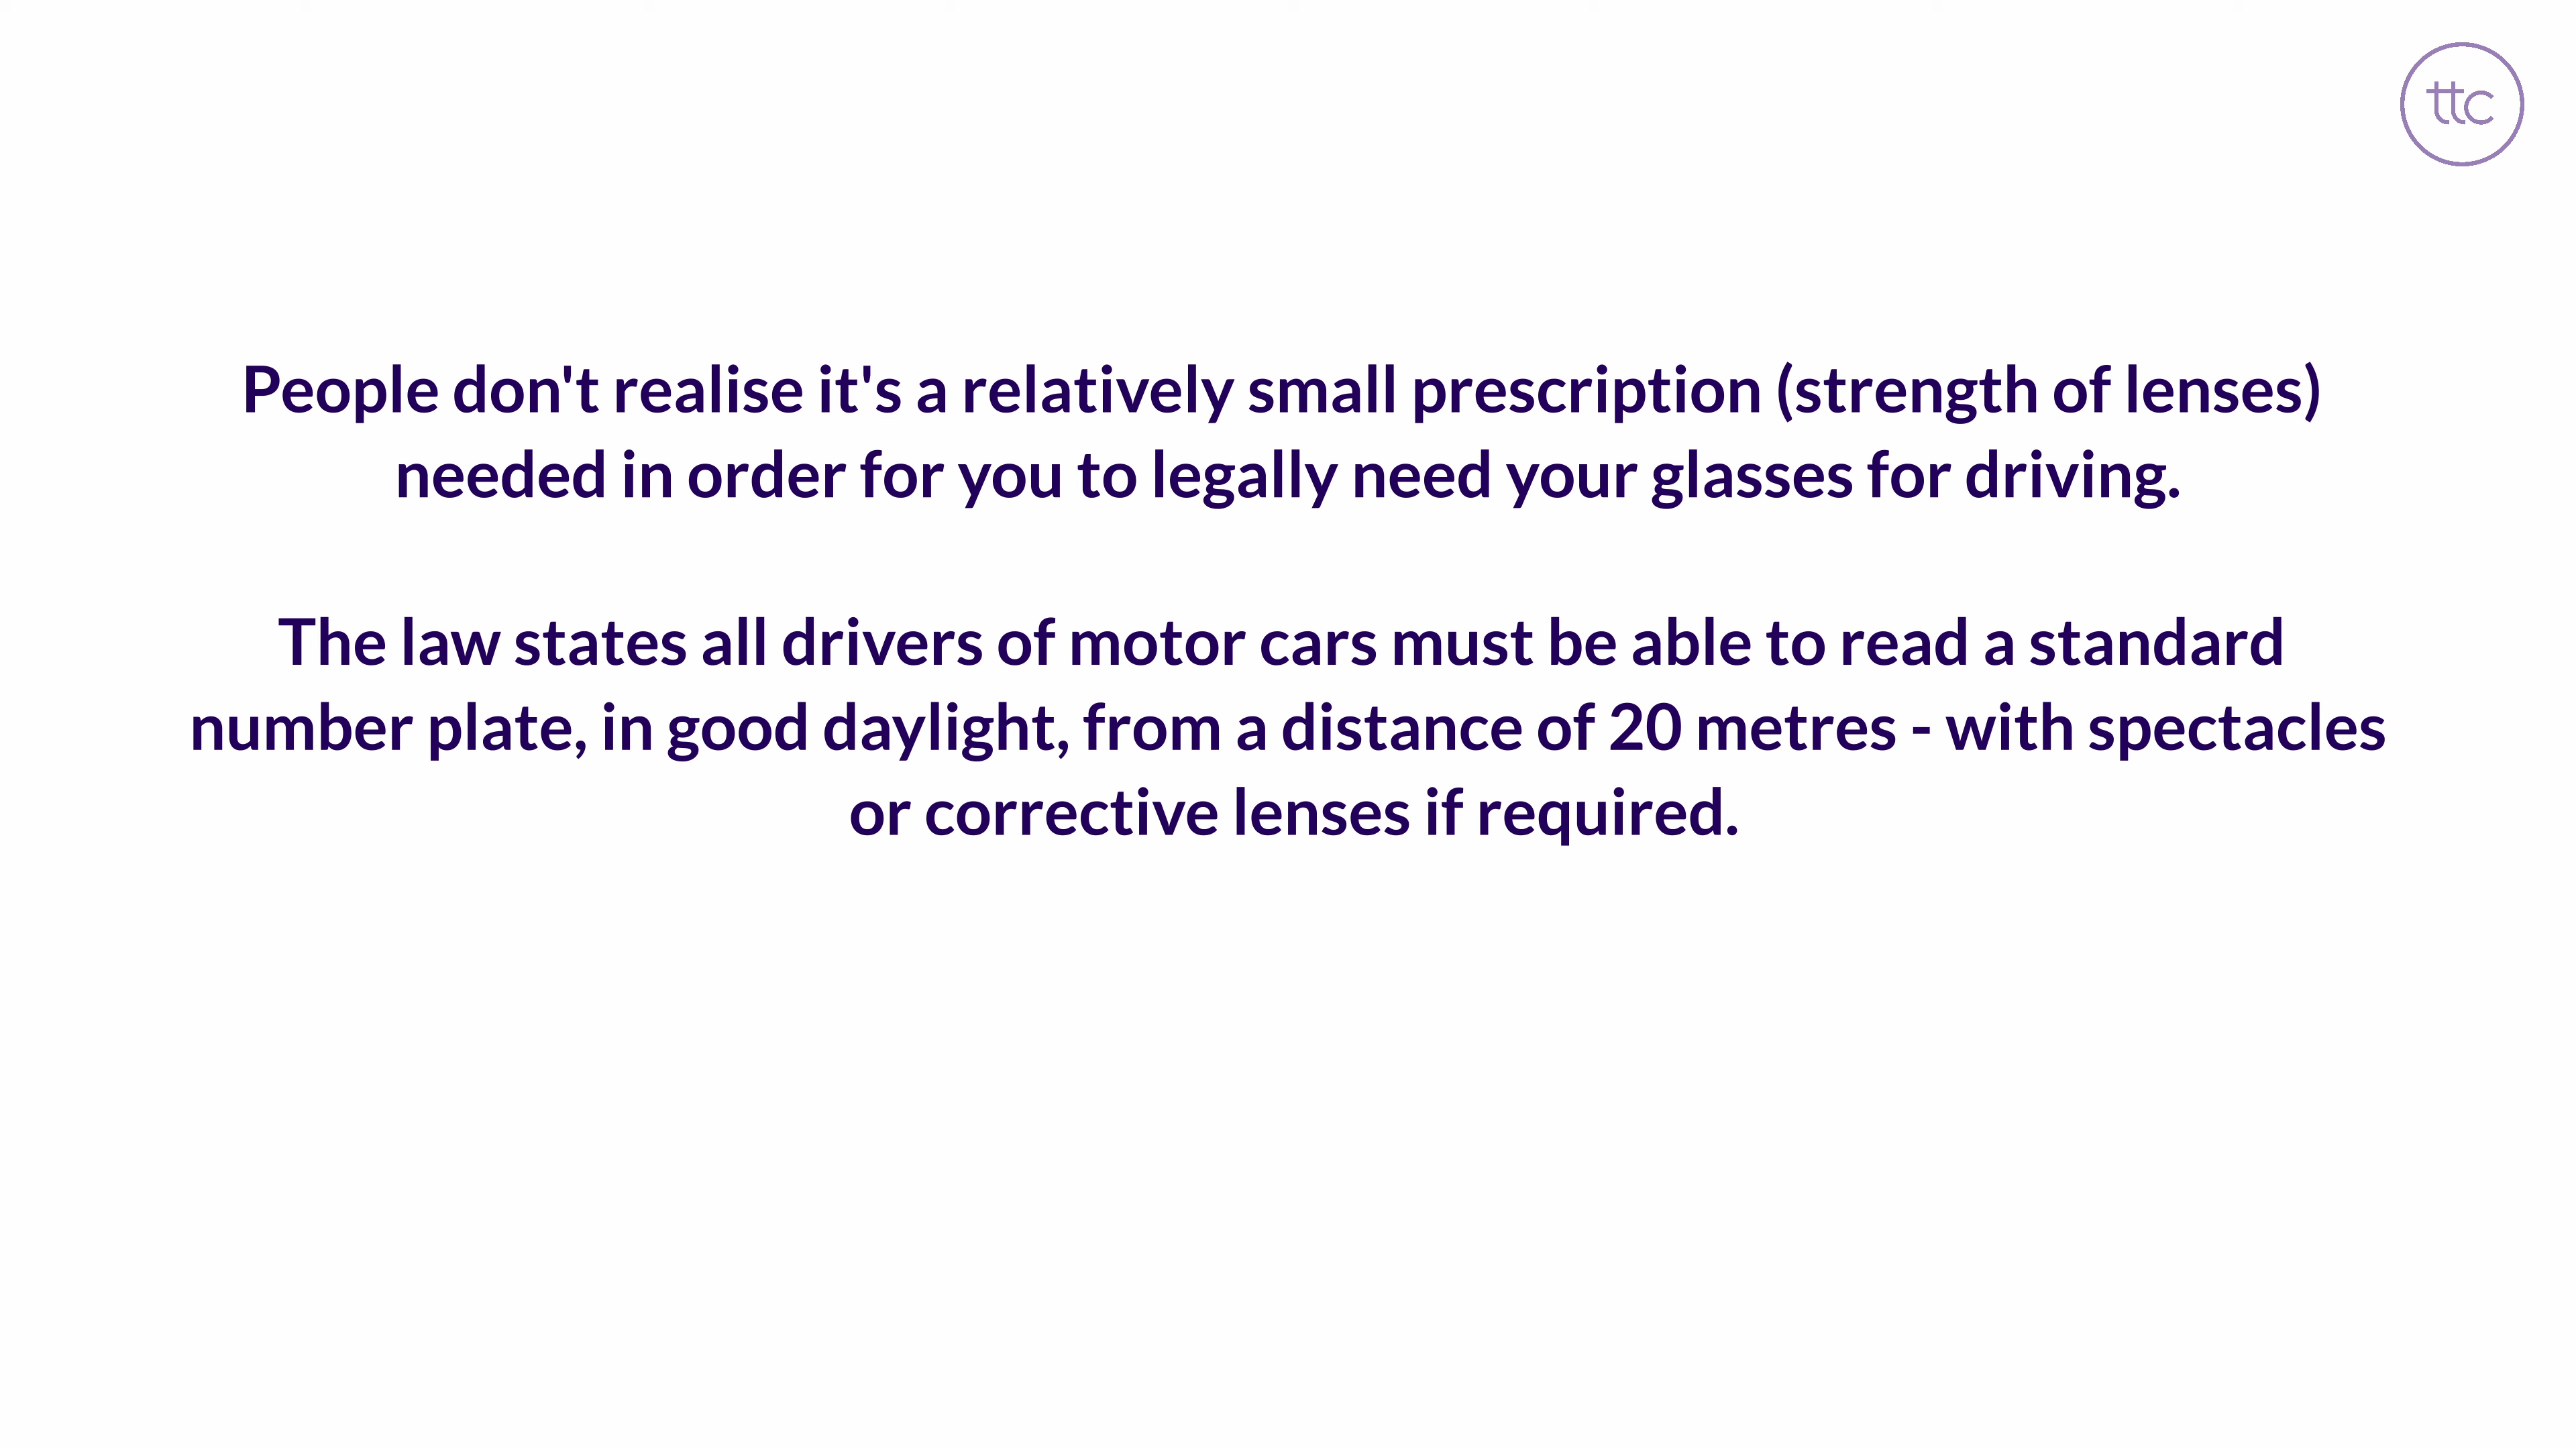 ttc
People don't realise it's a relatively small prescription (strength of lenses)
needed in order for you to legally need your glasses for driving.
The law states all drivers of motor cars must be able to read a standard
number plate, in good daylight, from a distance of 20 metres - with spectacles
or corrective lenses if required.